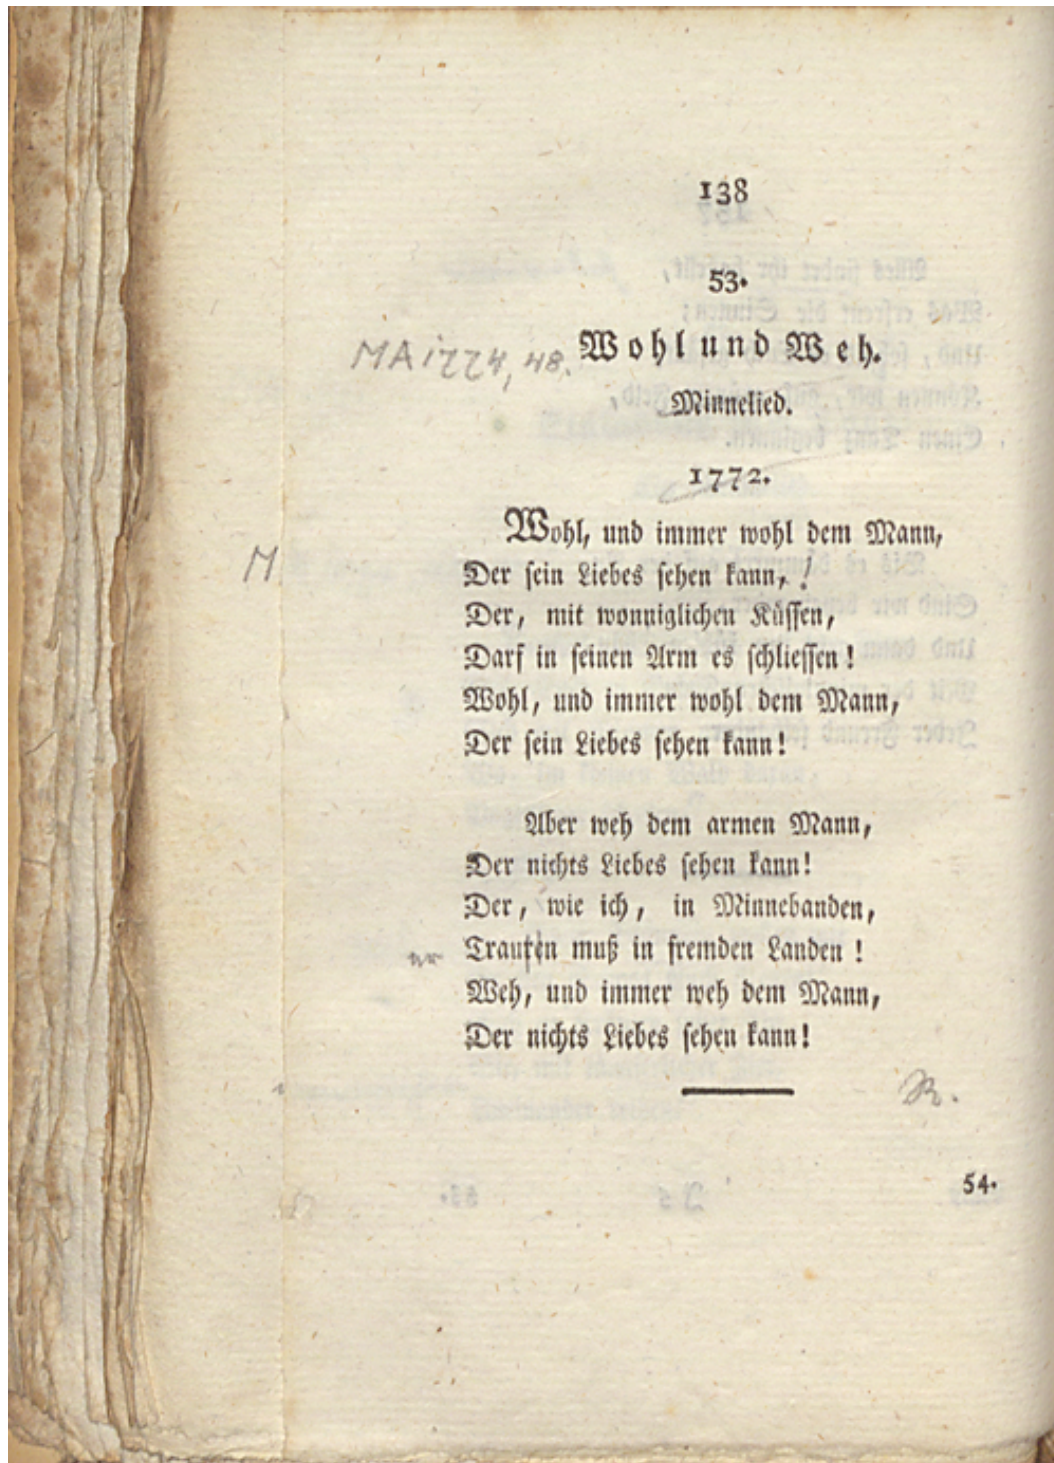 138
53.
Wohl und Weh.
MA 1774, 48.
Minnelied.
1772.
Wohl, und immer wohl dem Mann,
M
Der sein Liebes sehen kann, !
Der, mit wonniglichen Küssen,
Darf in seinen Arm es schliessen!
Wohl, und immer wohl dem Mann,
Der sein Liebes sehen kann!
Aber weh dem armen Mann,
Der nichts Liebes sehen kann!
Der, wie ich, in Minnebanden,
er Trauren muß in fremden Landen!
Weh, und immer weh dem Mann,
Der nichts Liebes sehen kann!
R.
54.